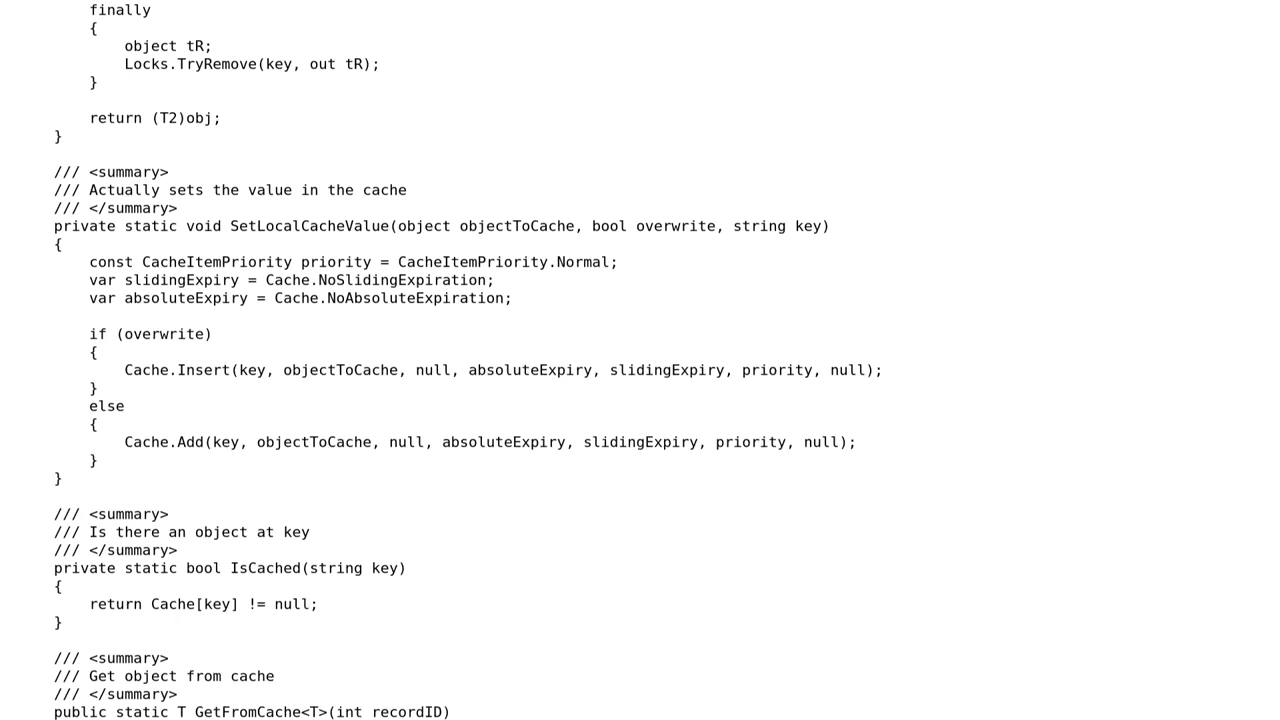 finally
{
object tR;
Locks.TryRemove(key, out tR);
}
return (T2)obj;
}
/// <summary>
/// Actually sets the value in the cache
/// </summary>
private static void SetLocalCacheValue(object objectToCache, bool overwrite, string key)
{
const CacheItemPriority priority = CacheItemPriority.Normal;
var slidingExpiry = Cache.NoSlidingExpiration;
var absoluteExpiry = Cache.NoAbsoluteExpiration;
if (overwrite)
{
Cache.Insert(key, objectToCache, null, absoluteExpiry, slidingExpiry, priority, null);
}
else
{
Cache.Add(key, objectToCache, null, absoluteExpiry, slidingExpiry, priority, null);
}
}
/// <summary>
/// Is there an object at key
/// </summary>
private static bool IsCached(string key)
{
return Cache[key] != null;
}
/// <summary>
/// Get object from cache
/// </summary>
public static T GetFromCache<T>(int recordID)